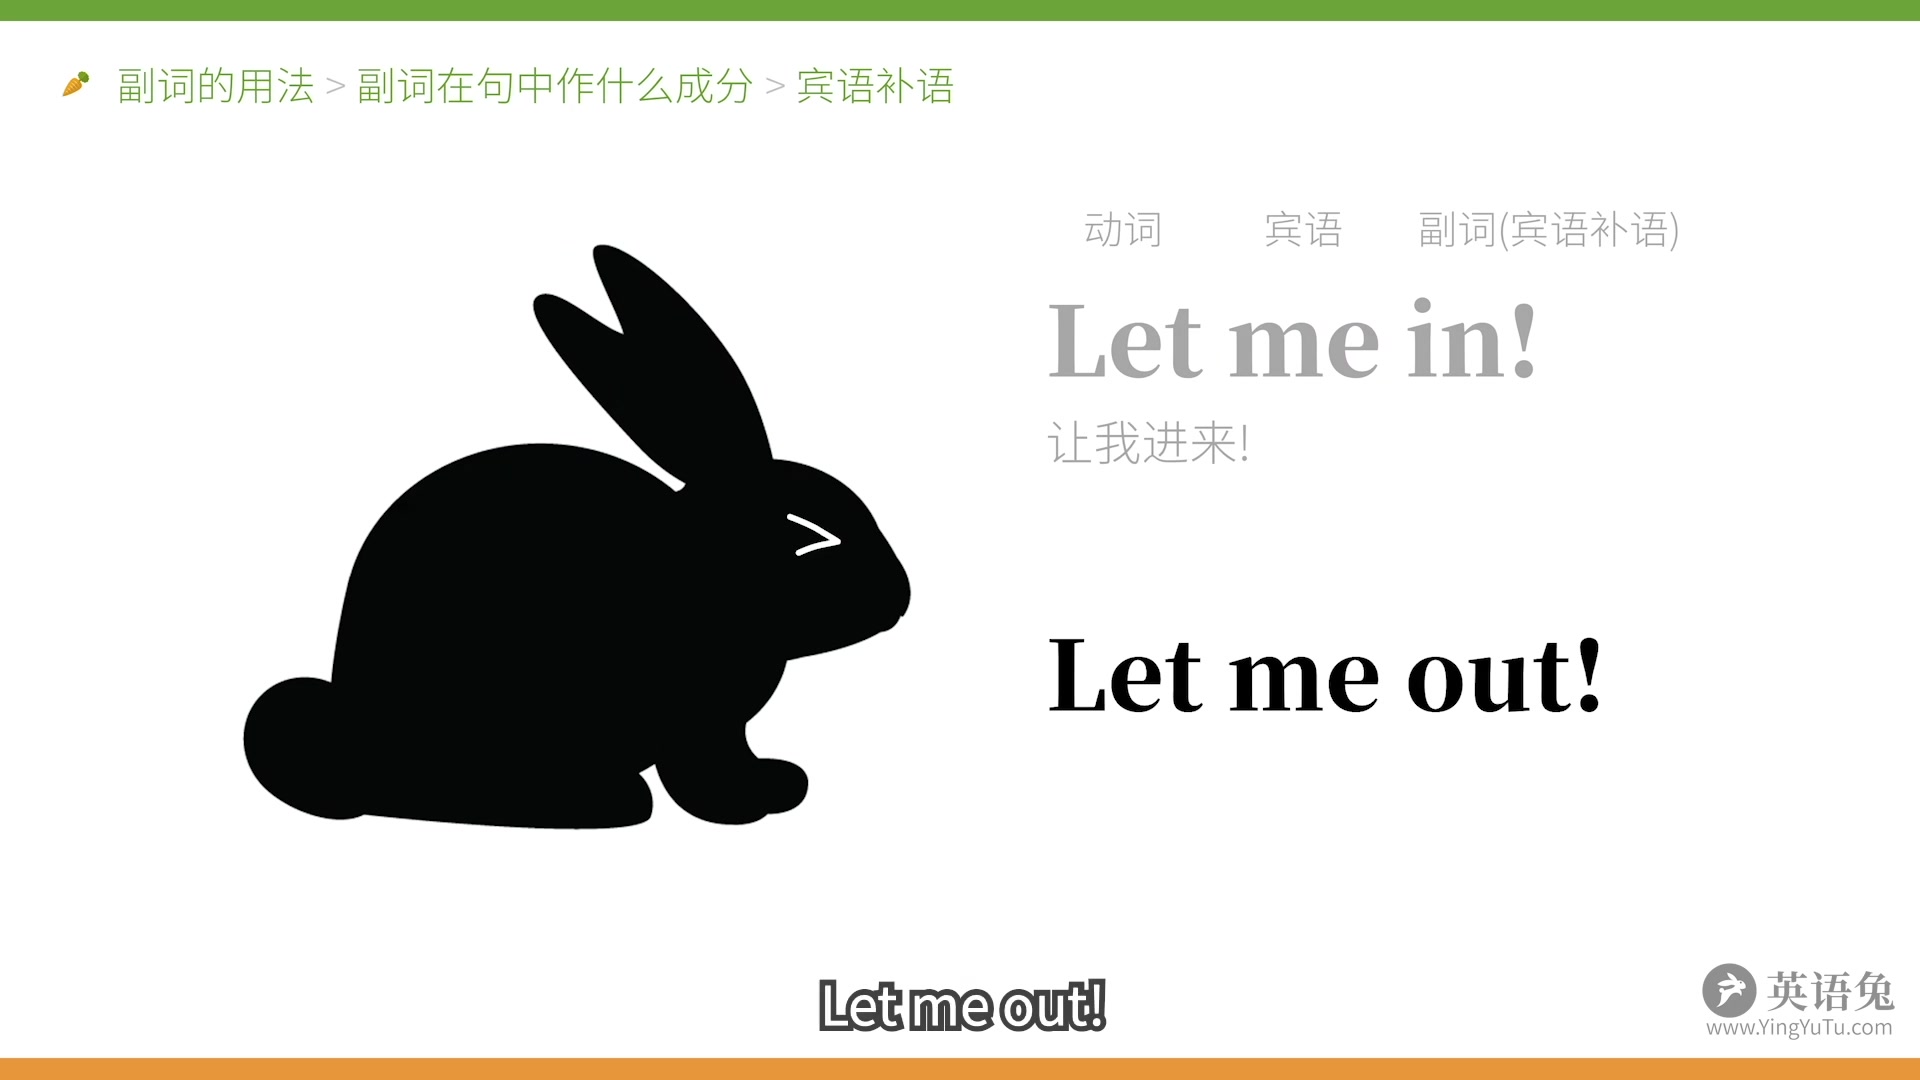 副词的用法 > 副词在句中作什么成分 > 宾语补语
动词 宾语 副词(宾语补语)
Let me in!
让我进来!
Let me out!
Let me out!
英语兔
www.YingYuTu.com